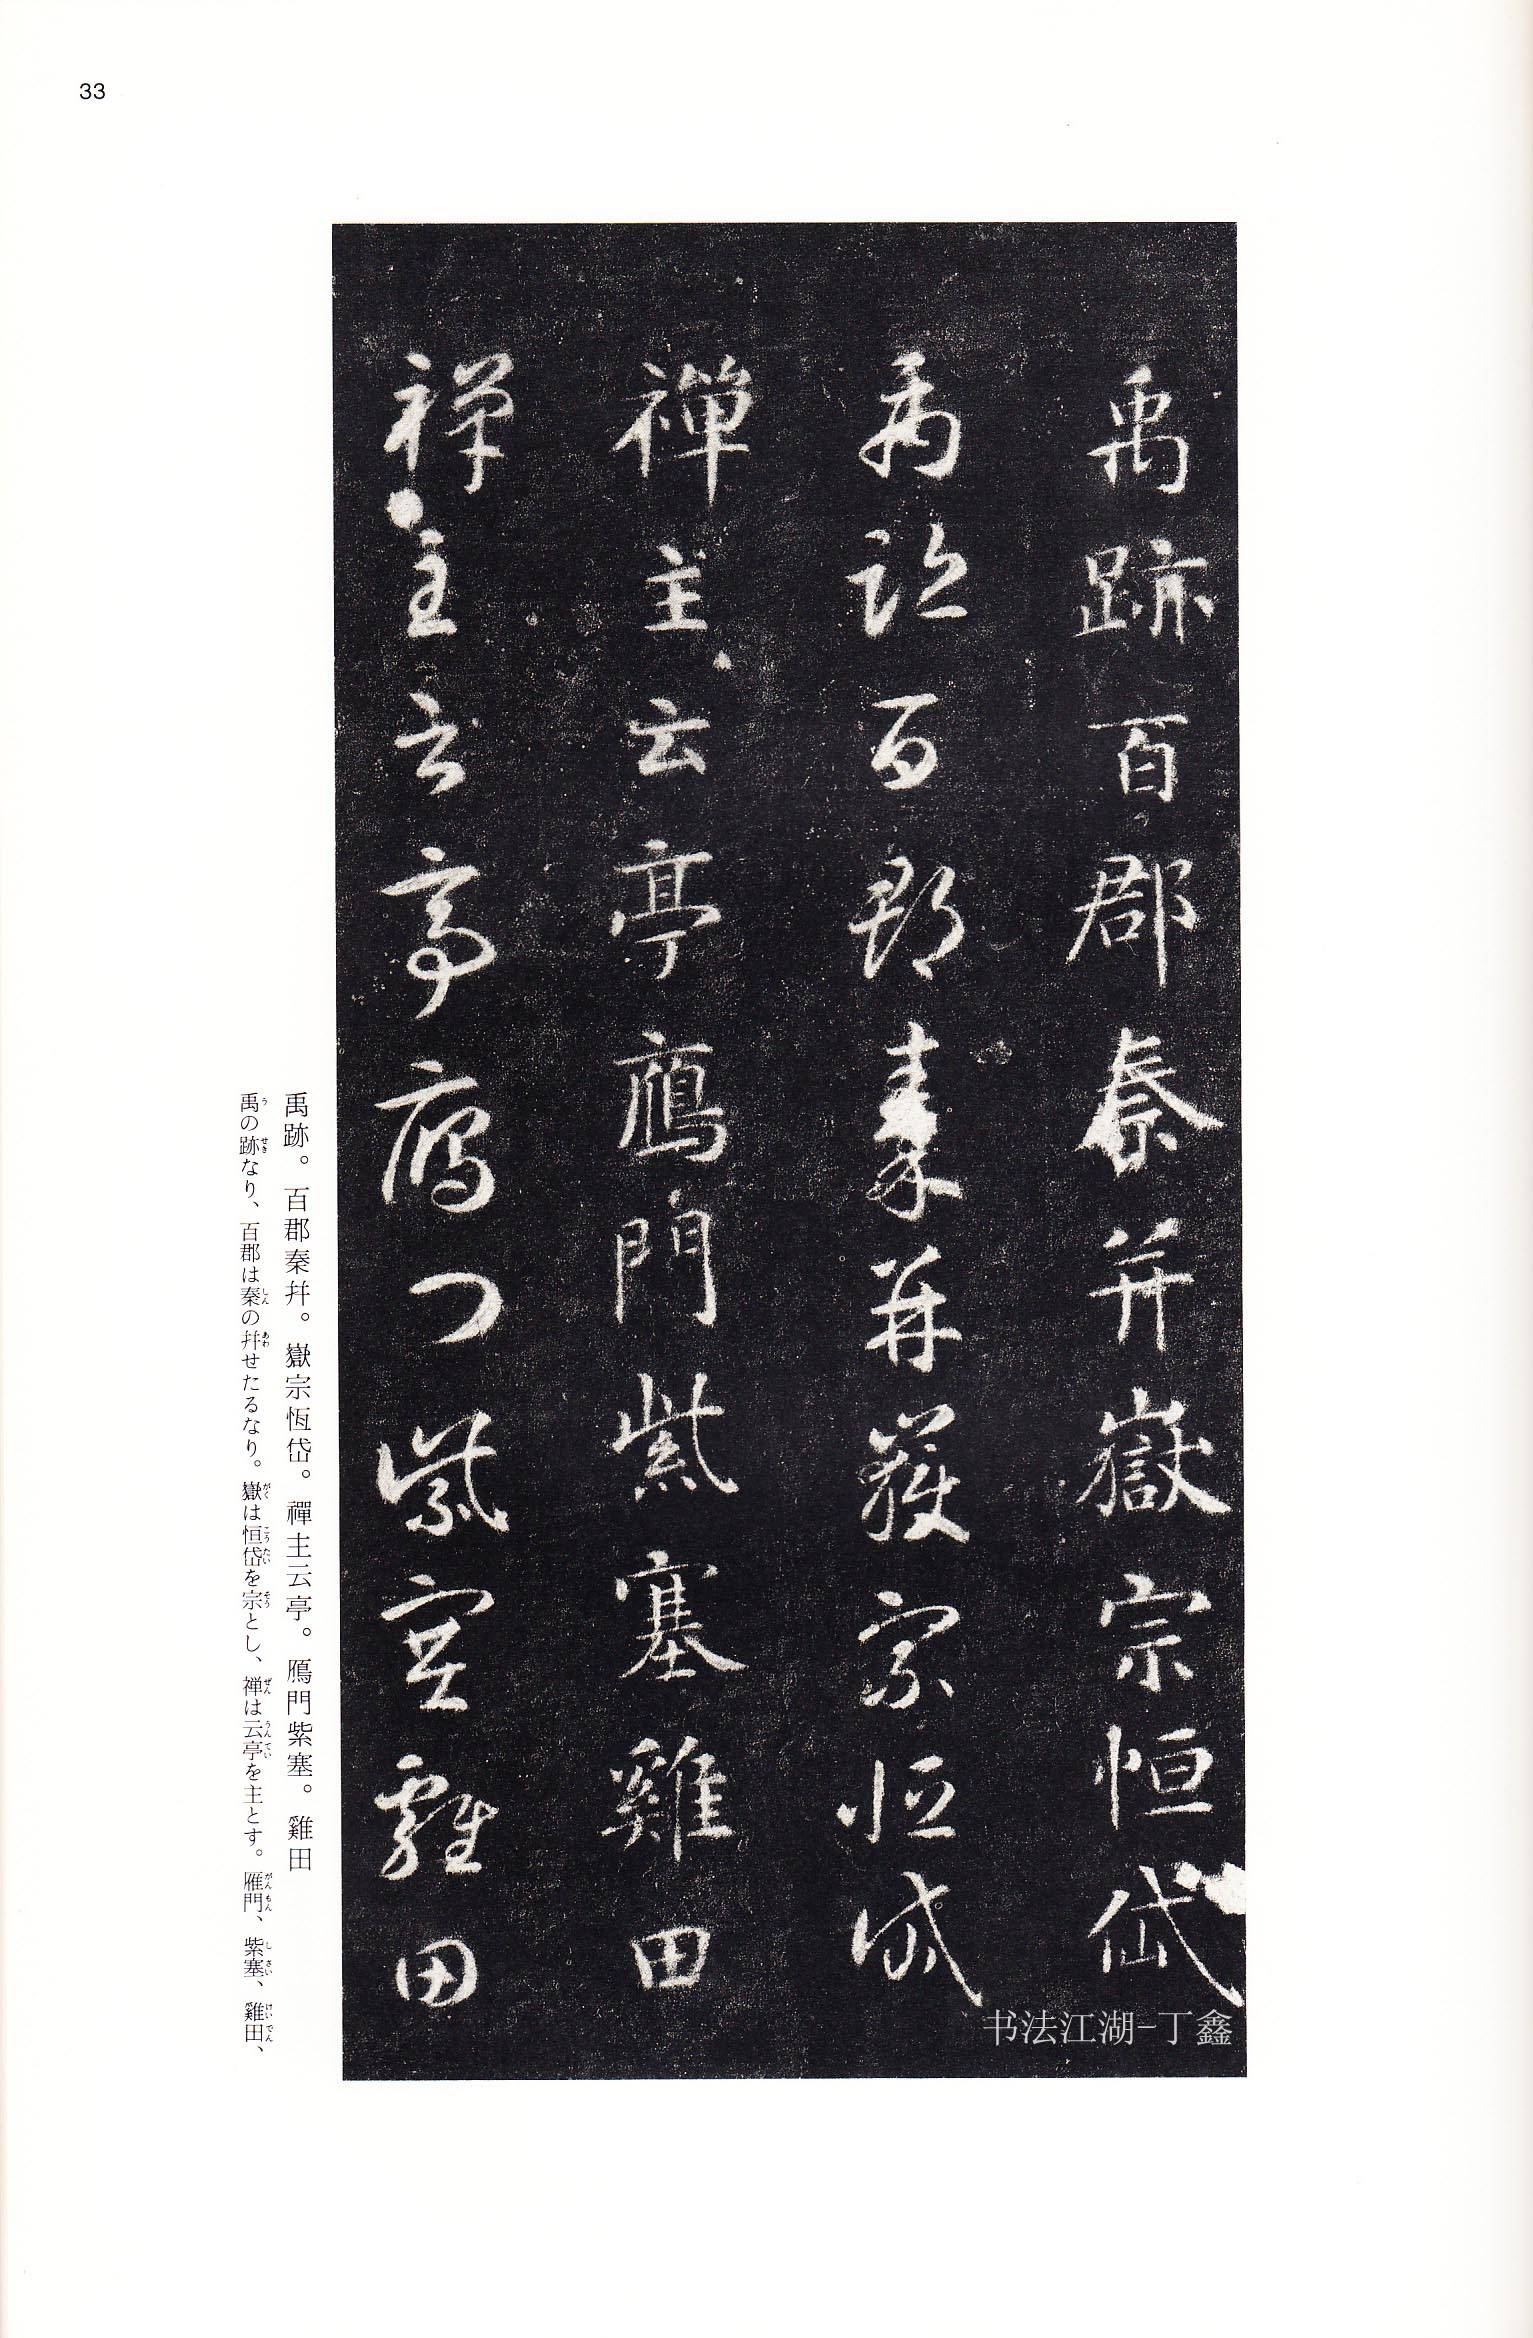 33
禹跡百郡秦并嶽宗恒岱
禹跡百郡秦并嶽宗恒岱
禪主云亭鴈門紫塞雞田
禪主云亭鴈門紫塞雞田
书法江湖-丁鑫
禹跡。百郡秦幷。嶽宗恆岱。禪主云亭。鴈門紫塞。雞田
禹の跡なり、百郡は秦の幷せたるなり。嶽は恒岱を宗とし、禅は云亭を主とす。雁門、紫塞、雞田、